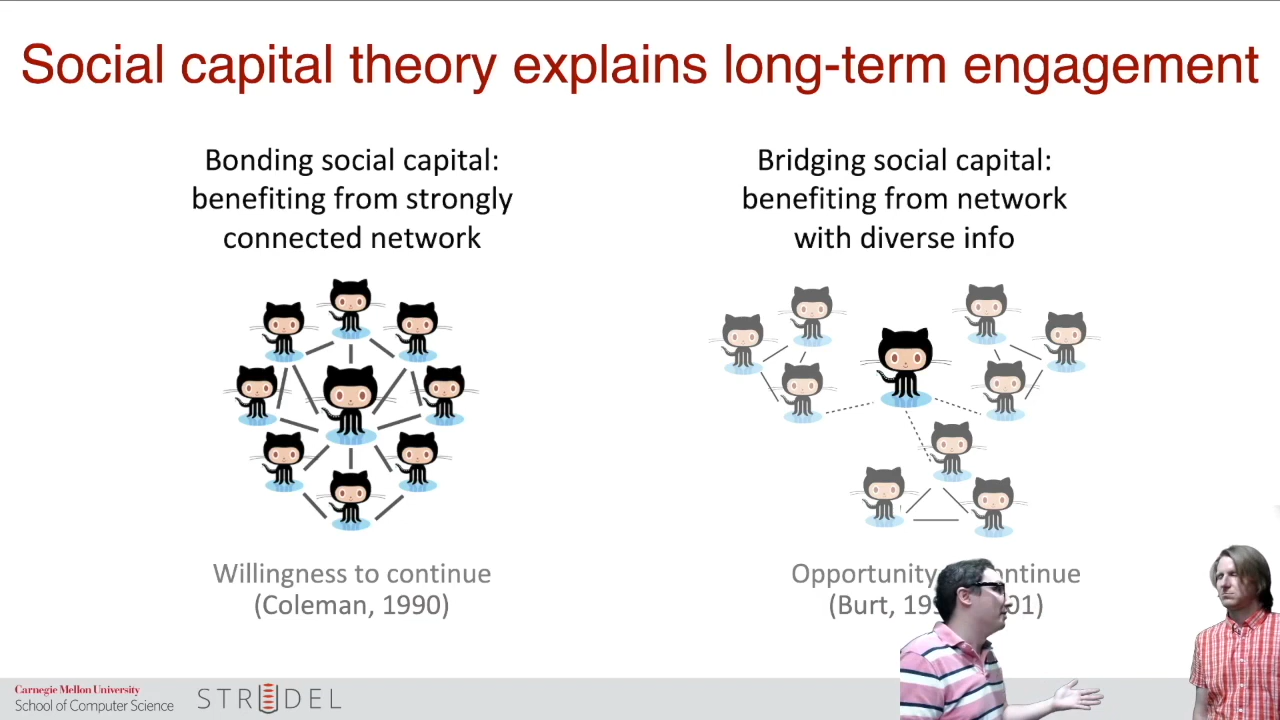 Social capital theory explains long-term engagement
Bonding social capital:
benefiting from strongly
connected network
Bridging social capital:
benefiting from network
with diverse info
Willingness to continue
(Coleman, 1990)
Opportunity
(Burt,
Carnegie Mellon University
School of Computer Science
STRUDEL